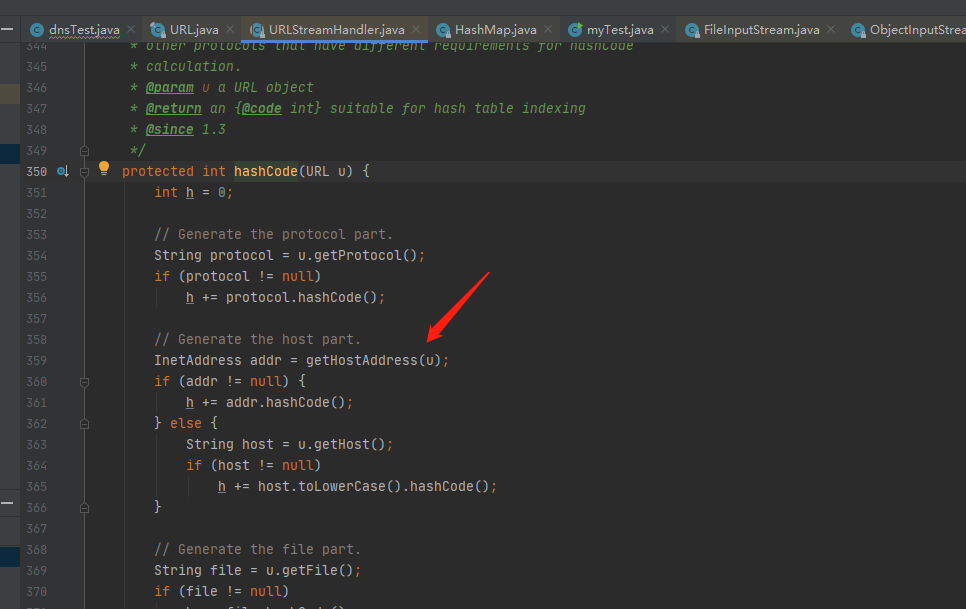 dnsTest.java URL.java URLStreamHandler.java HashMap.java myTest.java FileInputStream.java ObjectInputStrea
344 * other protocols that have different requirements for hashCode
345 * calculation.
346 * @param u a URL object
347 * @return an {@code int} suitable for hash table indexing
348 * @since 1.3
349 */
350 protected int hashCode(URL u) {
351 int h = 0;
352
353 // Generate the protocol part.
354 String protocol = u.getProtocol();
355 if (protocol != null)
356 h += protocol.hashCode();
357
358 // Generate the host part.
359 InetAddress addr = getHostAddress(u);
360 if (addr != null) {
361 h += addr.hashCode();
362 } else {
363 String host = u.getHost();
364 if (host != null)
365 h += host.toLowerCase().hashCode();
366 }
367
368 // Generate the file part.
369 String file = u.getFile();
370 if (file != null)